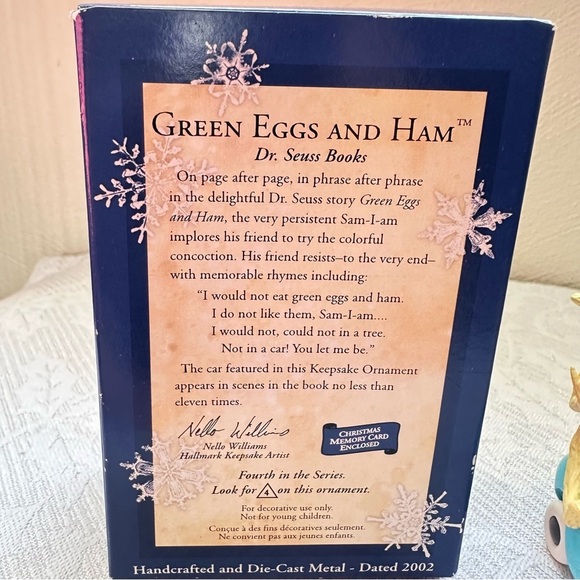 GREEN EGGS AND HAM™
Dr. Seuss Books
On page after page, in phrase after phrase
in the delightful Dr. Seuss story Green Eggs
and Ham, the very persistent Sam-I-am
implores his friend to try the colorful
concoction. His friend resists–to the very end–
with memorable rhymes including:
“I would not eat green eggs and ham.
I do not like them, Sam-I-am....
I would not, could not in a tree.
Not in a car! You let me be.”
The car featured in this Keepsake Ornament
appears in scenes in the book no less than
eleven times.
Nello Williams
Nello Williams
Hallmark Keepsake Artist
CHRISTMAS
MEMORY CARD
ENCLOSED
Fourth in the Series.
Look for 4 on this ornament.
For decorative use only.
Not for young children.
Conçue à des fins décoratives seulement.
Ne convient pas aux jeunes enfants.
Handcrafted and Die-Cast Metal - Dated 2002